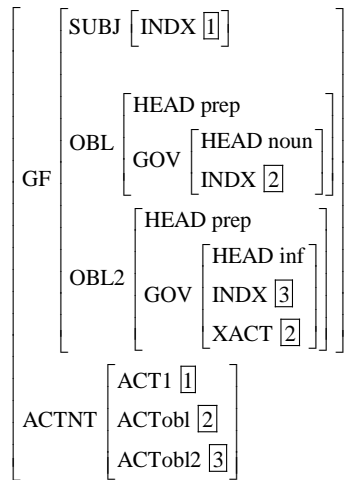 SUBJ [INDX 1]
HEAD prep
OBL
HEAD noun
GOV
INDX 2
GF
HEAD prep
HEAD inf
OBL2
GOV INDX 3
XACT 2
ACT1 1
ACTNT ACTobl 2
ACTobl2 3